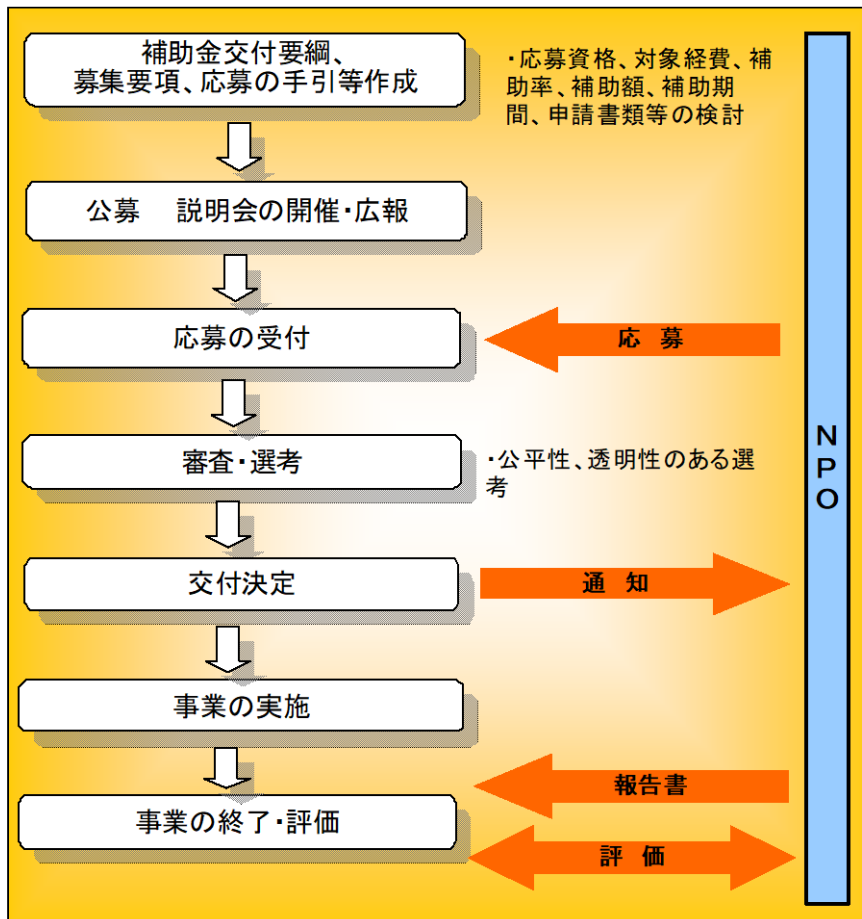 補助金交付要綱、
募集要項、応募の手引等作成
・応募資格、対象経費、補
助率、補助額、補助期
間、申請書類等の検討
公募　説明会の開催・広報
応募の受付
応　募
審査・選考
・公平性、透明性のある選
考
交付決定
通　知
事業の実施
報告書
事業の終了・評価
評　価
NPO